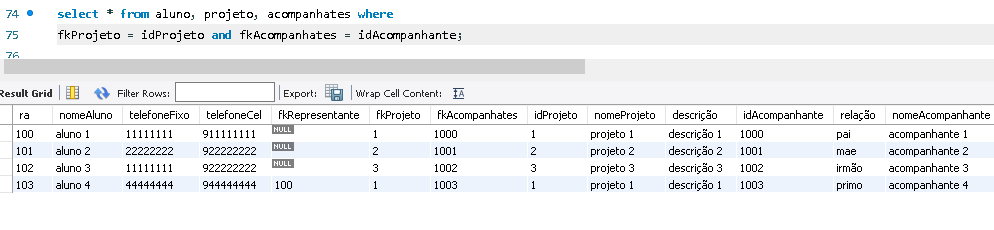 74 select * from aluno, projeto, acompanhates where
75 fkProjeto = idProjeto and fkAcompanhates = idAcompanhante;
76
Result Grid Filter Rows: Export: Wrap Cell Content:
ra nomeAluno telefoneFixo telefoneCel fkRepresentante fkProjeto fkAcompanhates idProjeto nomeProjeto descrição idAcompanhante relação nomeAcompanhante
100 aluno 1 11111111 911111111 NULL 1 1000 1 projeto 1 descrição 1 1000 pai acompanhante 1
101 aluno 2 22222222 922222222 NULL 2 1001 2 projeto 2 descrição 2 1001 mae acompanhante 2
102 aluno 3 11111111 922222222 NULL 3 1002 3 projeto 3 descrição 3 1002 irmão acompanhante 3
103 aluno 4 44444444 944444444 100 1 1003 1 projeto 1 descrição 1 1003 primo acompanhante 4